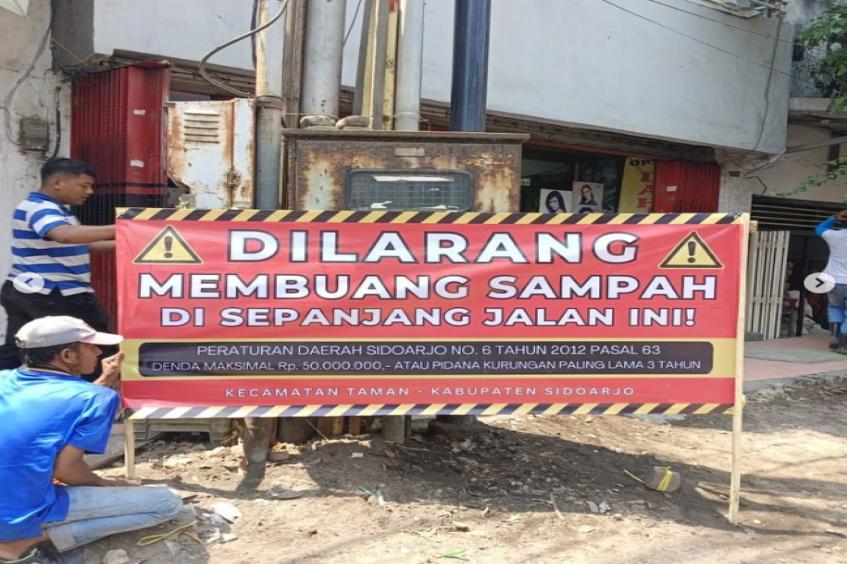 DILARANG
MEMBUANG SAMPAH
DI SEPANJANG JALAN INI!
PERATURAN DAERAH SIDOARJO NO. 6 TAHUN 2012 PASAL 63
DENDA MAKSIMAL Rp. 50.000.000,- ATAU PIDANA KURUNGAN PALING LAMA 3 TAHUN
KECAMATAN TAMAN - KABUPATEN SIDOARJO